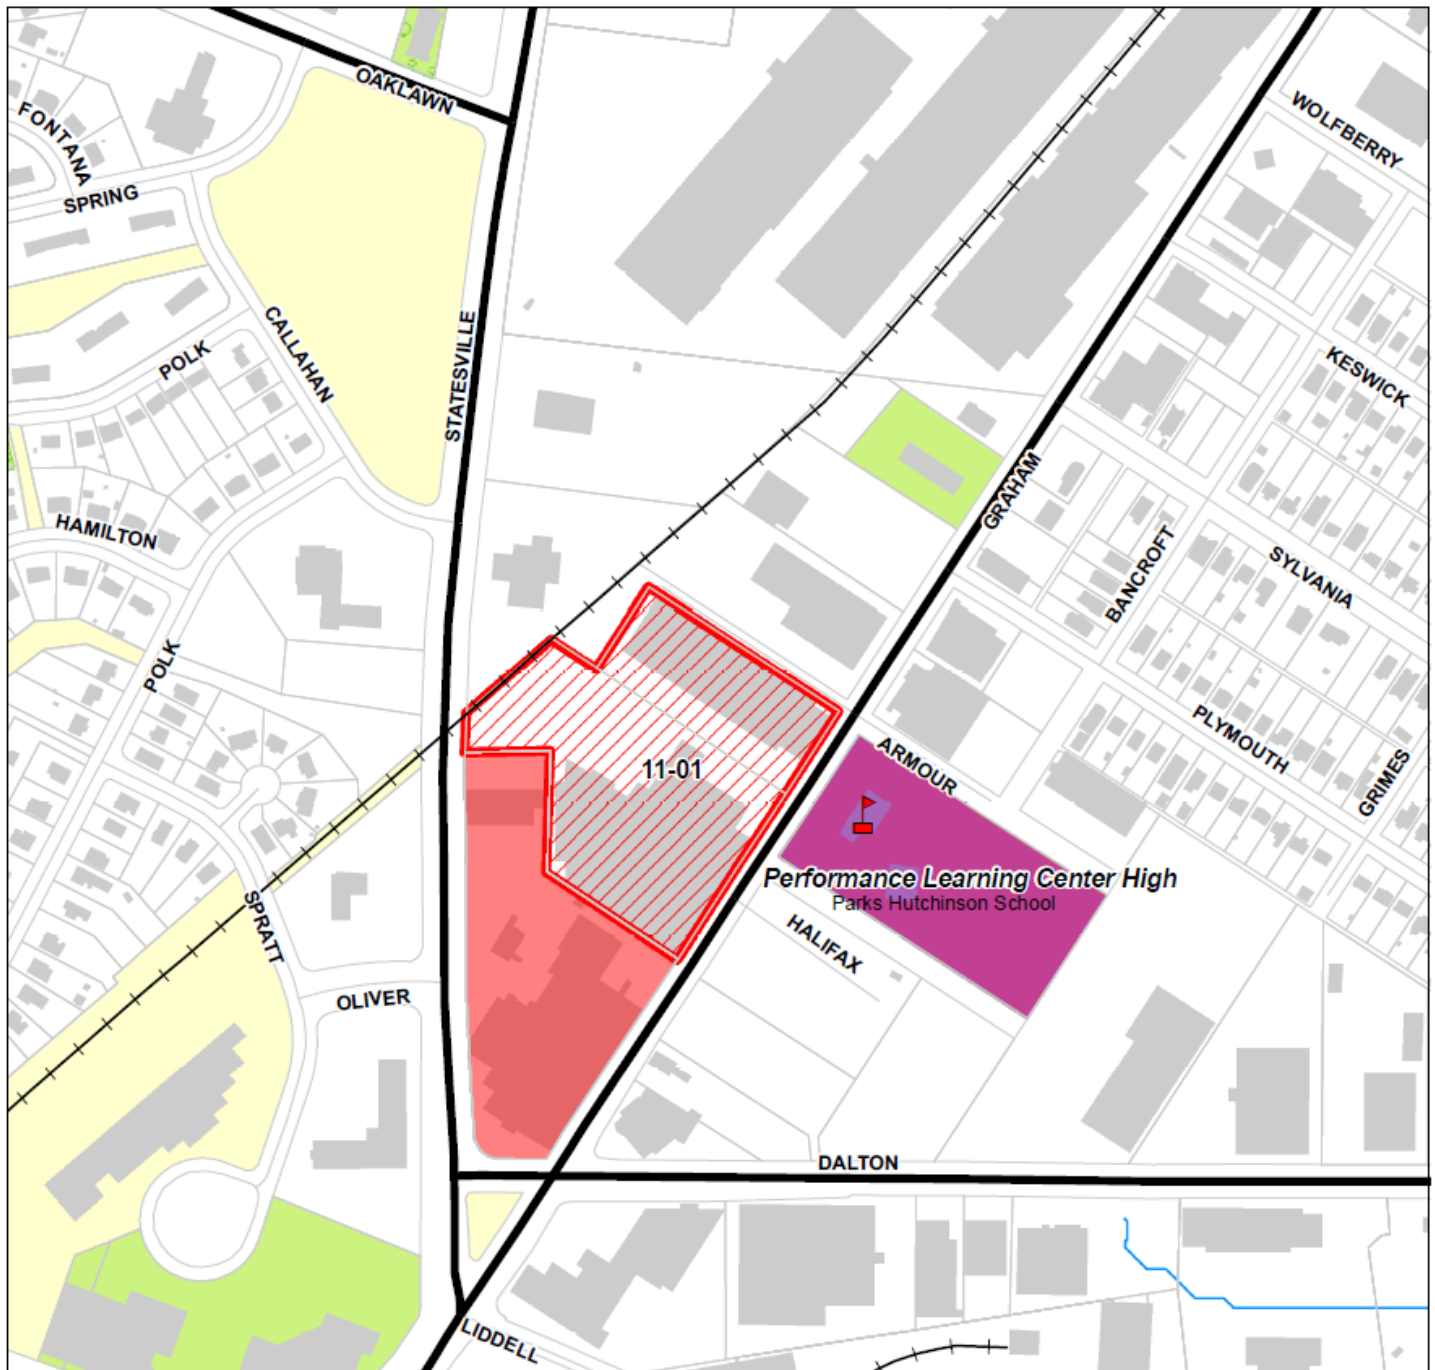 OAKLAWN
WOLFBERRY
FONTANA
SPRING
CALLAHAN
STATESVILLE
POLK
KESWICK
GRAHAM
HAMILTON
BANCROFT
SYLVANIA
POLK
PLYMOUTH
ARMOUR
GRIMES
11-01
Performance Learning Center High
Parks Hutchinson School
SPRATT
HALIFAX
OLIVER
DALTON
LIDDELL